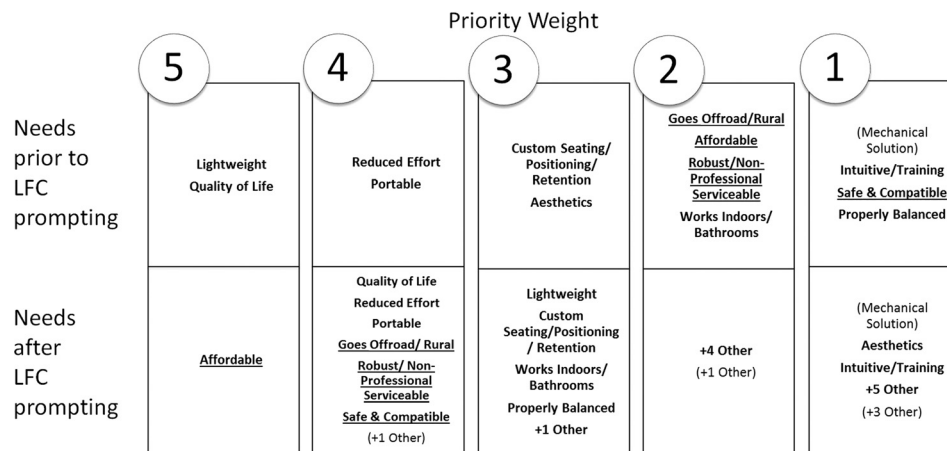 Priority Weight
5
4
3
2
1
Needs
prior to
LFC
prompting
Lightweight
Quality of Life
Reduced Effort
Portable
Custom Seating/
Positioning/
Retention
Aesthetics
Goes Offroad/Rural
Affordable
Robust/Non-
Professional
Serviceable
Works Indoors/
Bathrooms
(Mechanical
Solution)
Intuitive/Training
Safe & Compatible
Properly Balanced
Needs
after
LFC
prompting
Affordable
Quality of Life
Reduced Effort
Portable
Goes Offroad/ Rural
Robust/ Non-
Professional
Serviceable
Safe & Compatible
(+1 Other)
Lightweight
Custom
Seating/Positioning
/ Retention
Works Indoors/
Bathrooms
Properly Balanced
+1 Other
+4 Other
(+1 Other)
(Mechanical
Solution)
Aesthetics
Intuitive/Training
+5 Other
(+3 Other)